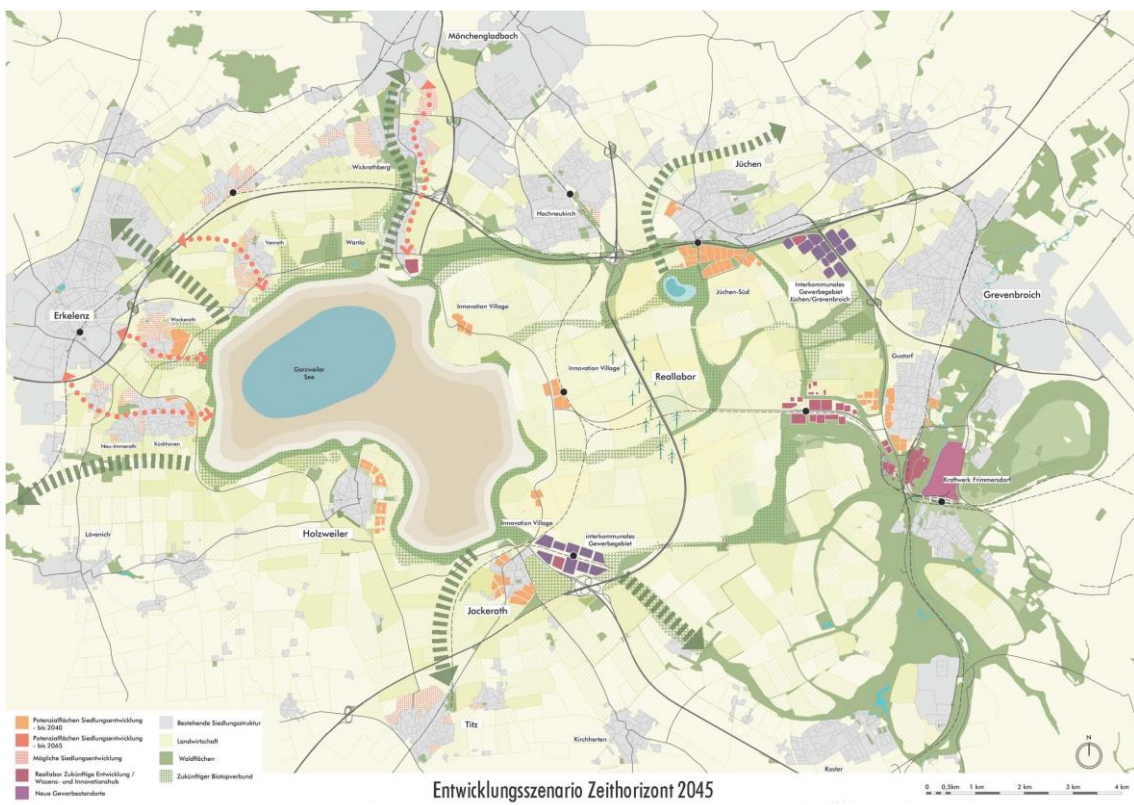 Mönchengladbach
Wickrathberg
Jüchen
Hochneukirch
Venrath
Wanlo
Jüchen-Süd
Interkommunales
Gewerbegebiet
Jüchen/Grevenbroich
Grevenbroich
Erkelenz
Wockerath
Innovation Village
Garzweiler
See
Innovation Village
Reallabor
Gustorf
Neu-Immerath
Kückhoven
Kraftwerk Frimmersdorf
Holzweiler
Lövenich
Innovation Village
interkommunales
Gewerbegebiet
Jackerath
Titz
Kirchherten
Kaster
Potenzialflächen Siedlungsentwicklung
- bis 2040
Potenzialflächen Siedlungsentwicklung
- bis 2065
Mögliche Siedlungsentwicklung
Reallabor Zukünftige Entwicklung /
Wissens- und Innovationshub
Neue Gewerbestandorte
Bestehende Siedlungsstruktur
Landwirtschaft
Waldflächen
Zukünftiger Biotopverbund
Entwicklungsszenario Zeithorizont 2045
N
0 0,5km 1 km 2 km 3 km 4 km